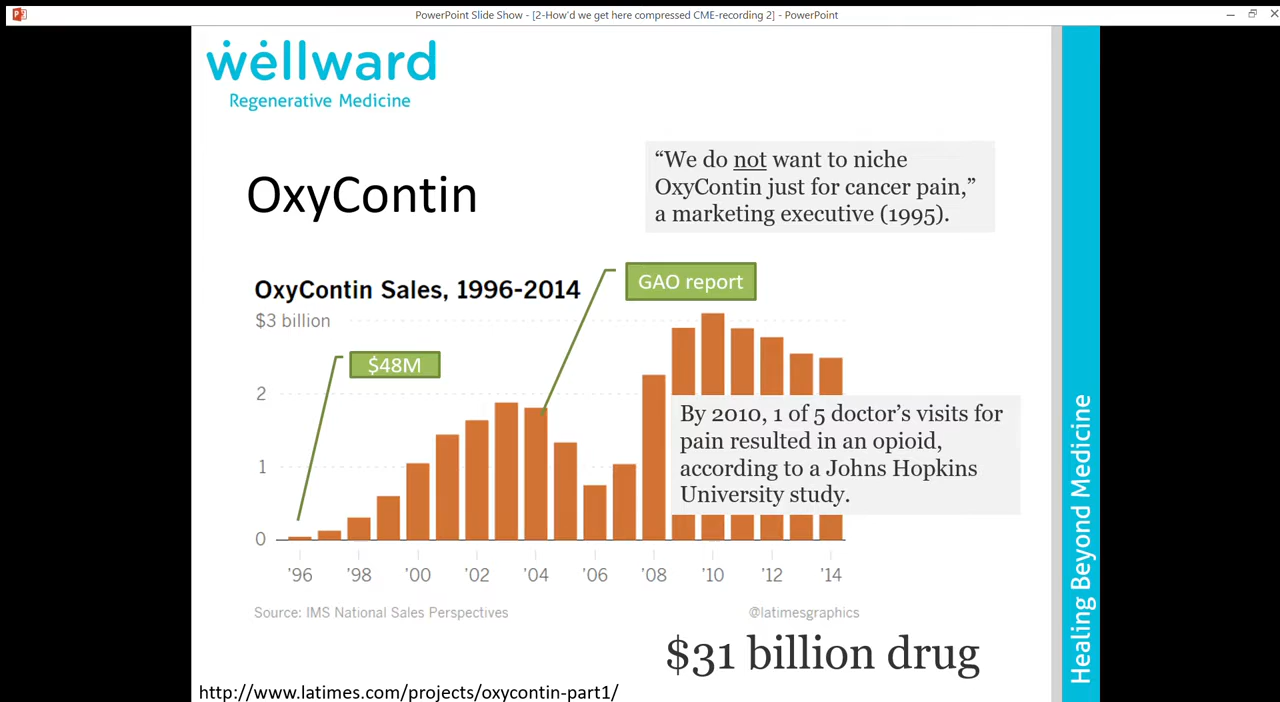 PowerPoint Slide Show - [2-How'd we get here compressed CME-recording 2] - PowerPoint
wellward
Regenerative Medicine
OxyContin
“We do not want to niche
OxyContin just for cancer pain,”
a marketing executive (1995).
OxyContin Sales, 1996-2014
GAO report
$3 billion
$48M
2
1
0
By 2010, 1 of 5 doctor’s visits for
pain resulted in an opioid,
according to a Johns Hopkins
University study.
’96 ’98 ’00 ’02 ’04 ’06 ’08 ’10 ’12 ’14
Source: IMS National Sales Perspectives
@latimesgraphics
$31 billion drug
http://www.latimes.com/projects/oxycontin-part1/
Healing Beyond Medicine